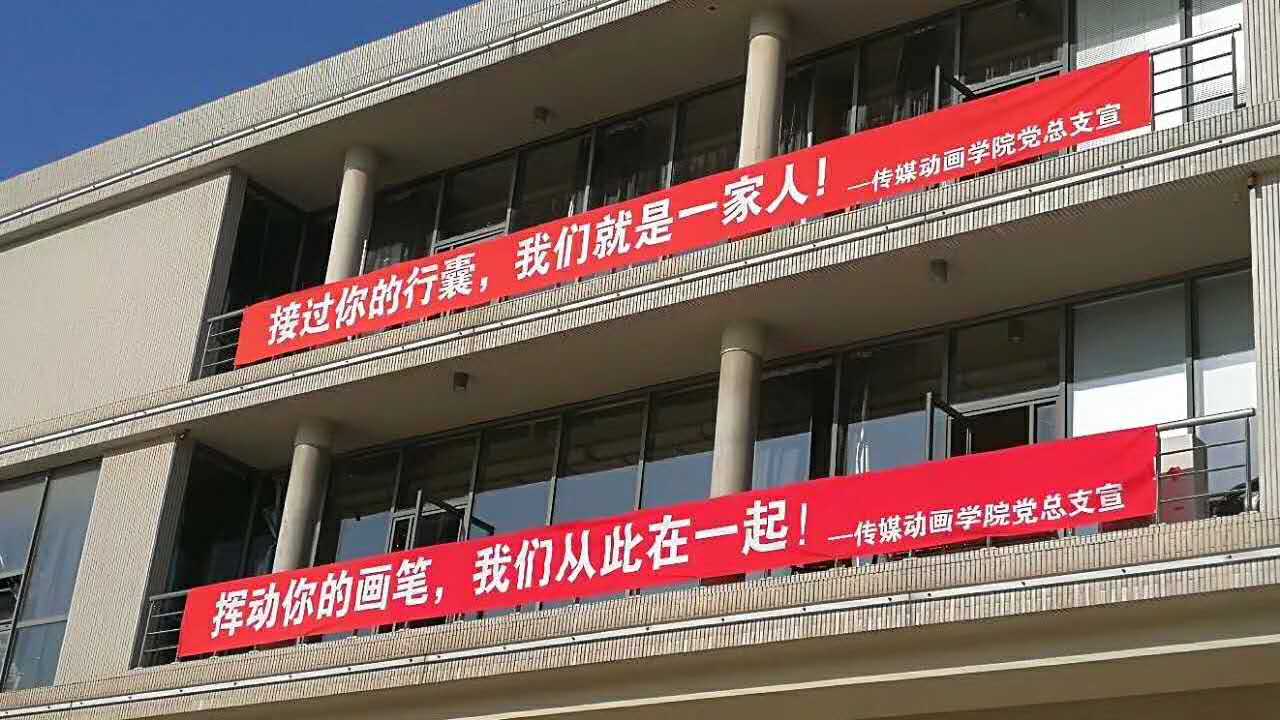 接过你的行囊，我们就是一家人！—传媒动画学院党总支宣
挥动你的画笔，我们从此在一起！—传媒动画学院党总支宣